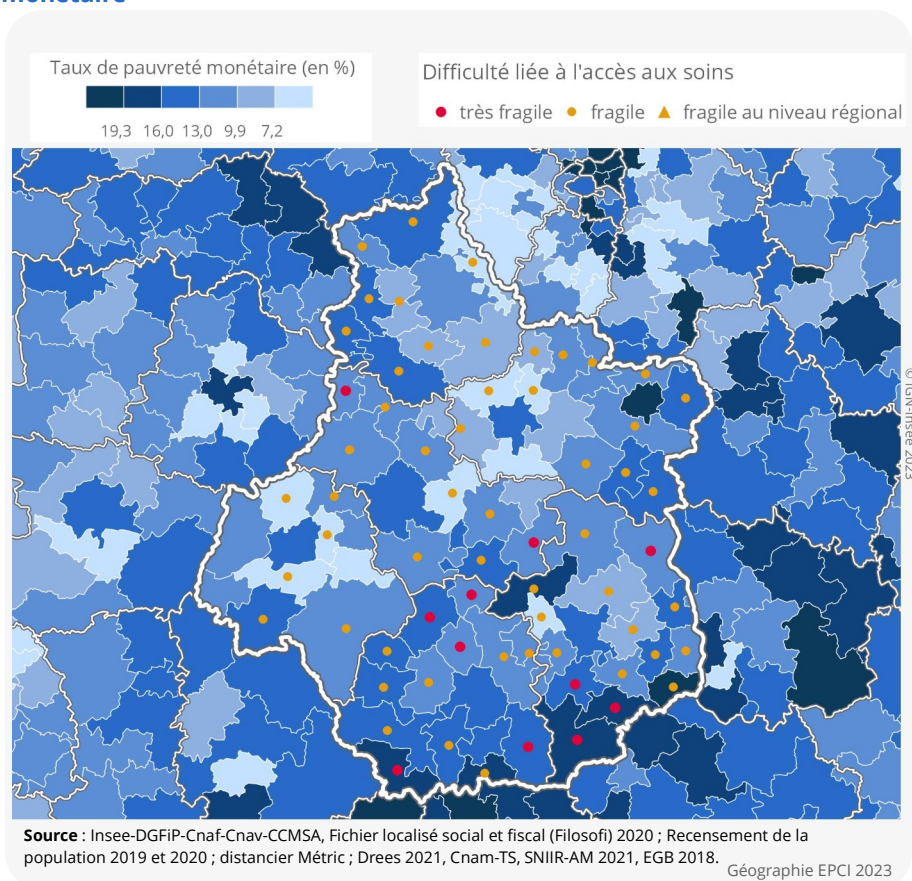 monétaire
Taux de pauvreté monétaire (en %)
19,3 16,0 13,0 9,9 7,2
Difficulté liée à l'accès aux soins
très fragile fragile fragile au niveau régional
© IGN-Insee 2023
Source : Insee-DGFiP-Cnaf-Cnav-CCMSA, Fichier localisé social et fiscal (Filosofi) 2020 ; Recensement de la
population 2019 et 2020 ; distancier Métric ; Drees 2021, Cnam-TS, SNIIR-AM 2021, EGB 2018.
Géographie EPCI 2023